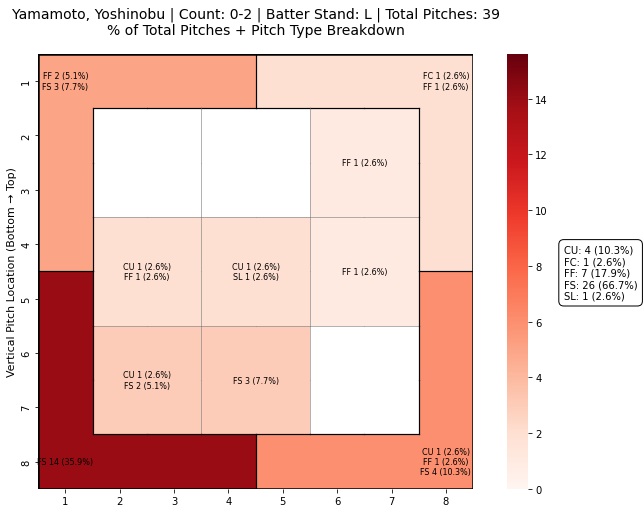 Yamamoto, Yoshinobu | Count: 0-2 | Batter Stand: L | Total Pitches: 39
% of Total Pitches + Pitch Type Breakdown
Vertical Pitch Location (Bottom → Top)
1
2
3
4
5
6
7
8
FF 2 (5.1%)
FS 3 (7.7%)
FC 1 (2.6%)
FF 1 (2.6%)
FF 1 (2.6%)
CU 1 (2.6%)
FF 1 (2.6%)
CU 1 (2.6%)
SL 1 (2.6%)
FF 1 (2.6%)
CU 1 (2.6%)
FS 2 (5.1%)
FS 3 (7.7%)
FS 14 (35.9%)
CU 1 (2.6%)
FF 1 (2.6%)
FS 4 (10.3%)
1 2 3 4 5 6 7 8
14
12
10
8
6
4
2
0
CU: 4 (10.3%)
FC: 1 (2.6%)
FF: 7 (17.9%)
FS: 26 (66.7%)
SL: 1 (2.6%)